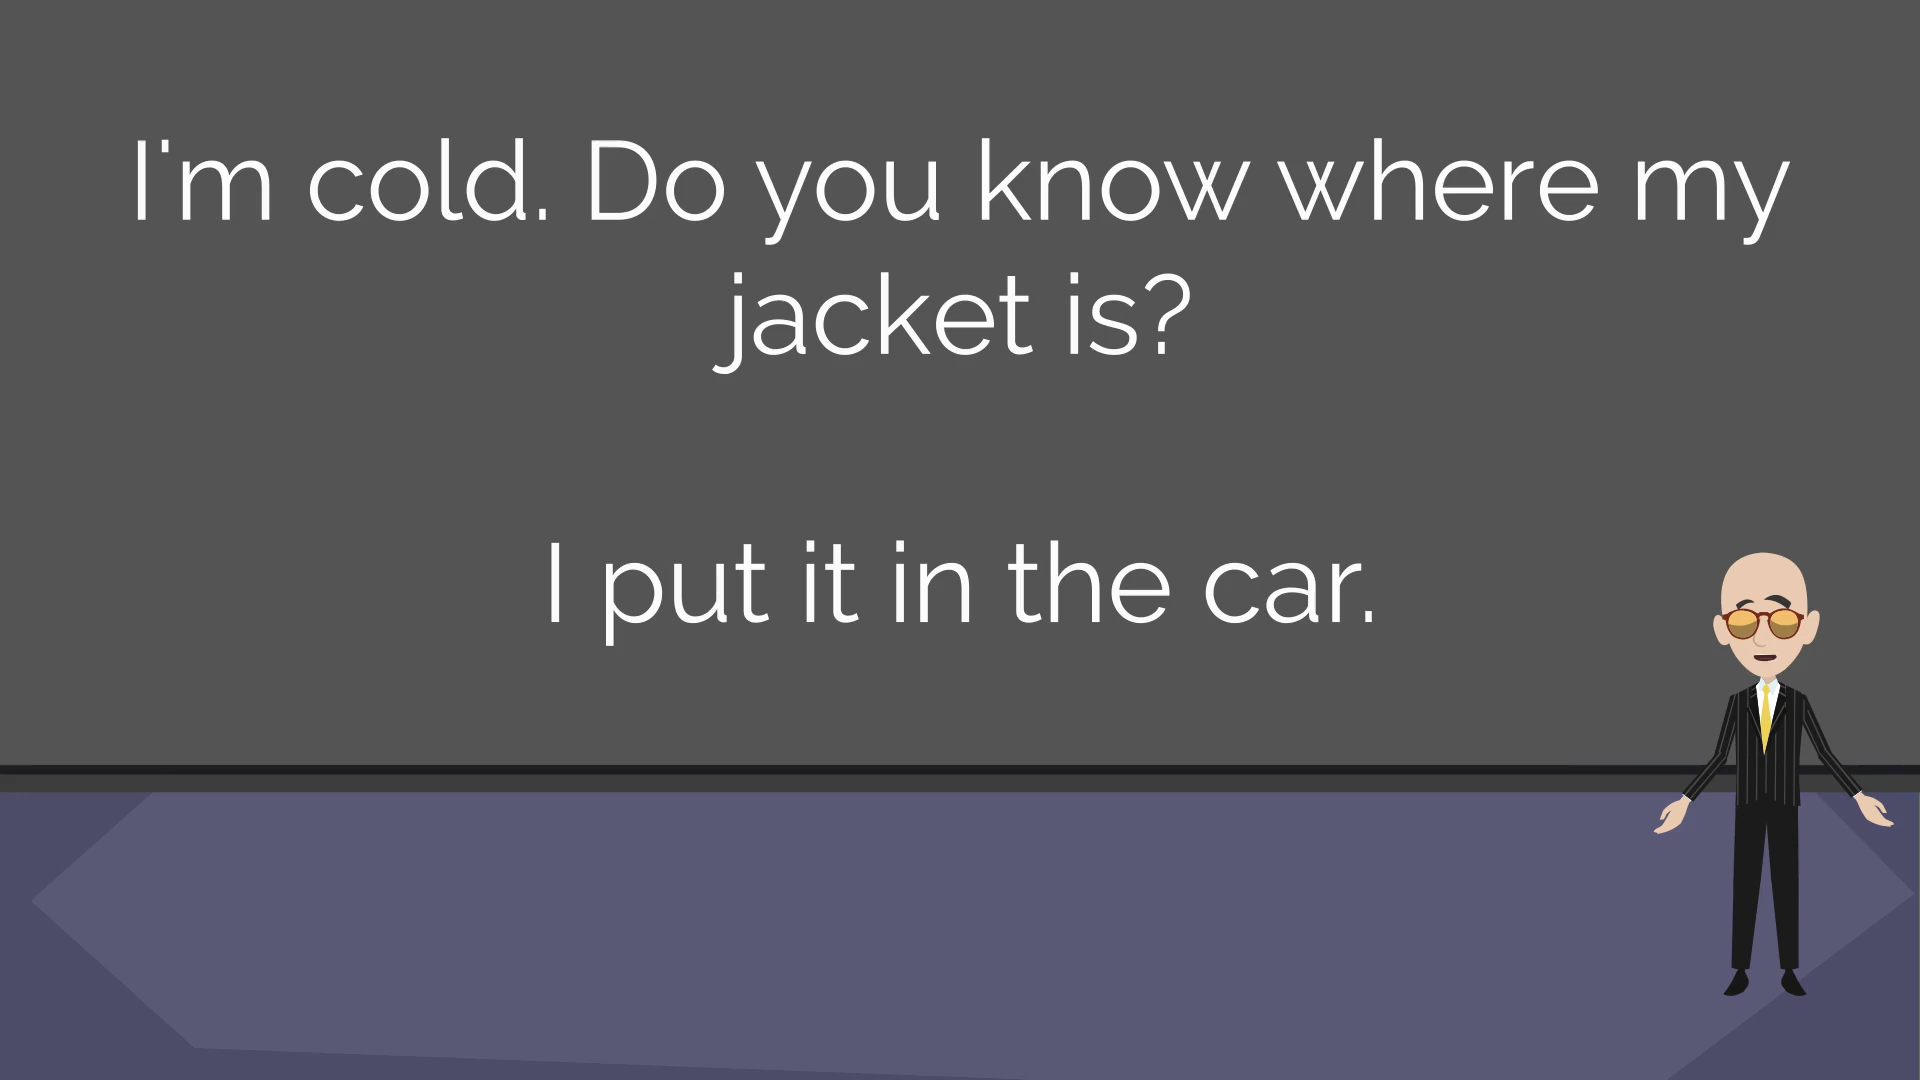 I'm cold. Do you know where my
jacket is?
I put it in the car.